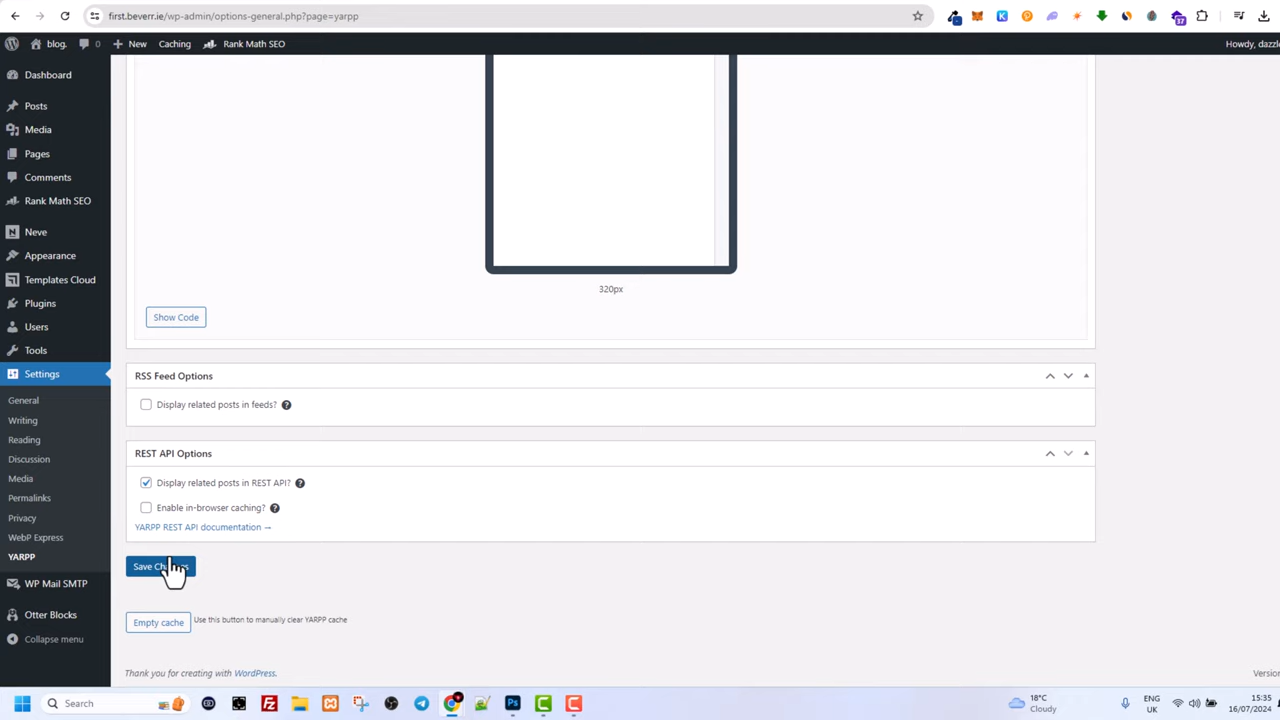 first.beverr.ie/wp-admin/options-general.php?page=yarpp
37
blog. 0 New Caching Rank Math SEO Howdy, dazzle
Dashboard
Posts
Media
Pages
Comments
Rank Math SEO
Neve
Appearance
Templates Cloud
Plugins
Users
Tools
Settings
General
Writing
Reading
Discussion
Media
Permalinks
Privacy
WebP Express
YARPP
WP Mail SMTP
Otter Blocks
Collapse menu
320px
Show Code
RSS Feed Options
Display related posts in feeds?
REST API Options
Display related posts in REST API?
Enable in-browser caching?
YARPP REST API documentation →
Save Changes
Empty cache Use this button to manually clear YARPP cache
Thank you for creating with WordPress. Versio
Search
18°C
Cloudy
ENG
UK
15:35
16/07/2024